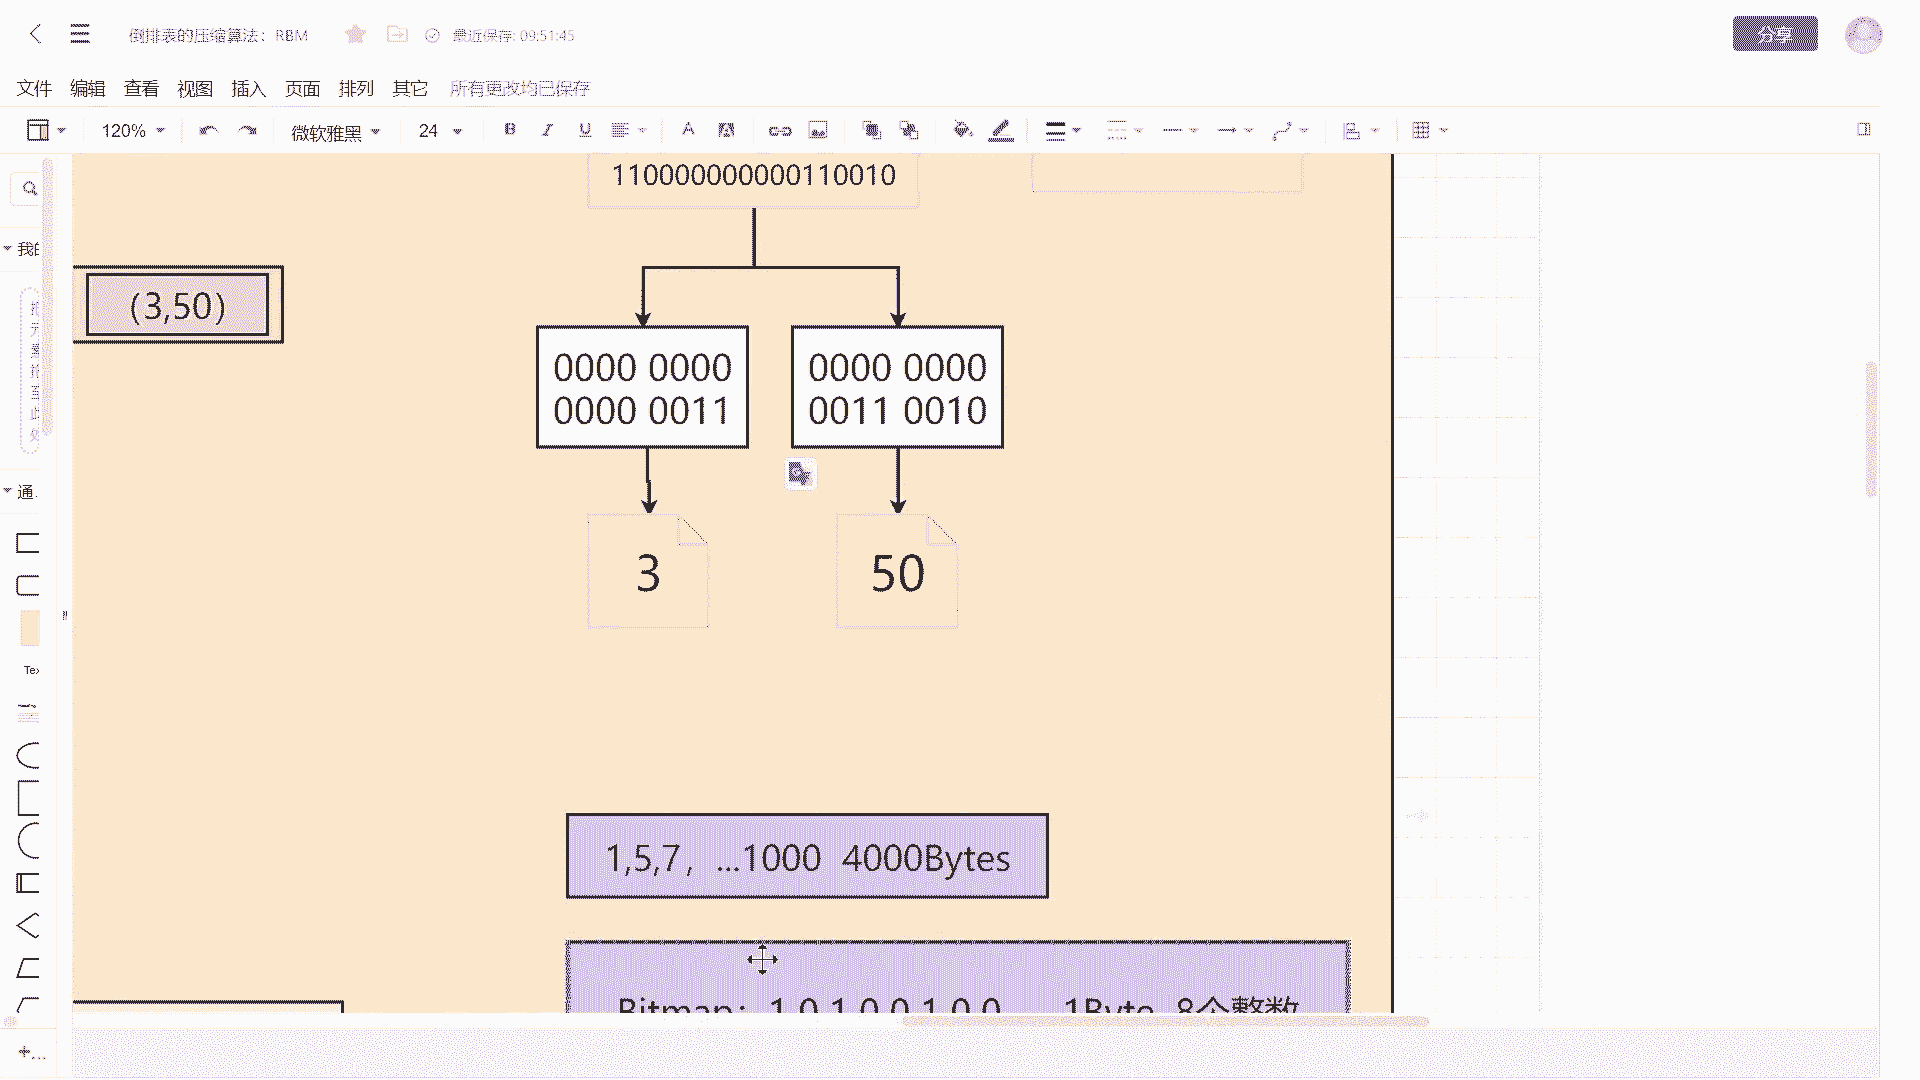 倒排表的压缩算法：RBM
最近保存: 09:51:45
分享
文件 编辑 查看 视图 插入 页面 排列 其它 所有更改均已保存
120% 微软雅黑 24 B I U A A
110000000000110010
我的
(3,50)
0000 0000
0000 0011
0000 0000
0011 0010
通.
3
50
Tex
1,5,7, ...1000 4000Bytes
Bitmap: 1 0 1 0 0 1 0 0 1Byte 8个整数